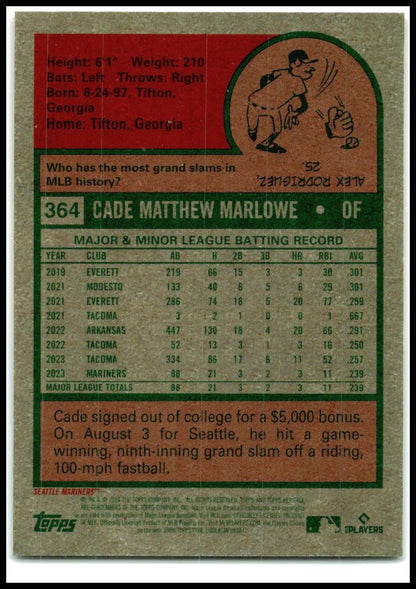 Height: 6'1" Weight: 210
Bats: Left Throws: Right
Born: 6-24-97, Tifton,
Georgia
Home: Tifton, Georgia
Who has the most grand slams in
MLB history?
ALEX RODRIGUEZ,
25.
364 CADE MATTHEW MARLOWE • OF
MAJOR & MINOR LEAGUE BATTING RECORD
YEAR CLUB AB H 2B 3B HR RBI AVG
2019 EVERETT 219 66 15 3 3 30 .301
2021 MODESTO 133 40 6 5 6 30 .301
2021 EVERETT 286 74 18 5 20 77 .259
2021 TACOMA 3 2 1 .667
2022 ARKANSAS 447 130 18 4 20 86 .291
2022 TACOMA 52 13 3 1 3 16 .250
2023 TACOMA 334 86 17 6 11 52 .257
2023 MARINERS 88 21 2 1 3 11 .239
MAJOR LEAGUE TOTALS 88 21 2 1 3 11 .239
Cade signed out of college for a $5,000 bonus.
On August 3 for Seattle, he hit a game-
winning, ninth-inning grand slam off a riding,
100-mph fastball.
SEATTLE MARINERS™
Topps
PLAYERS